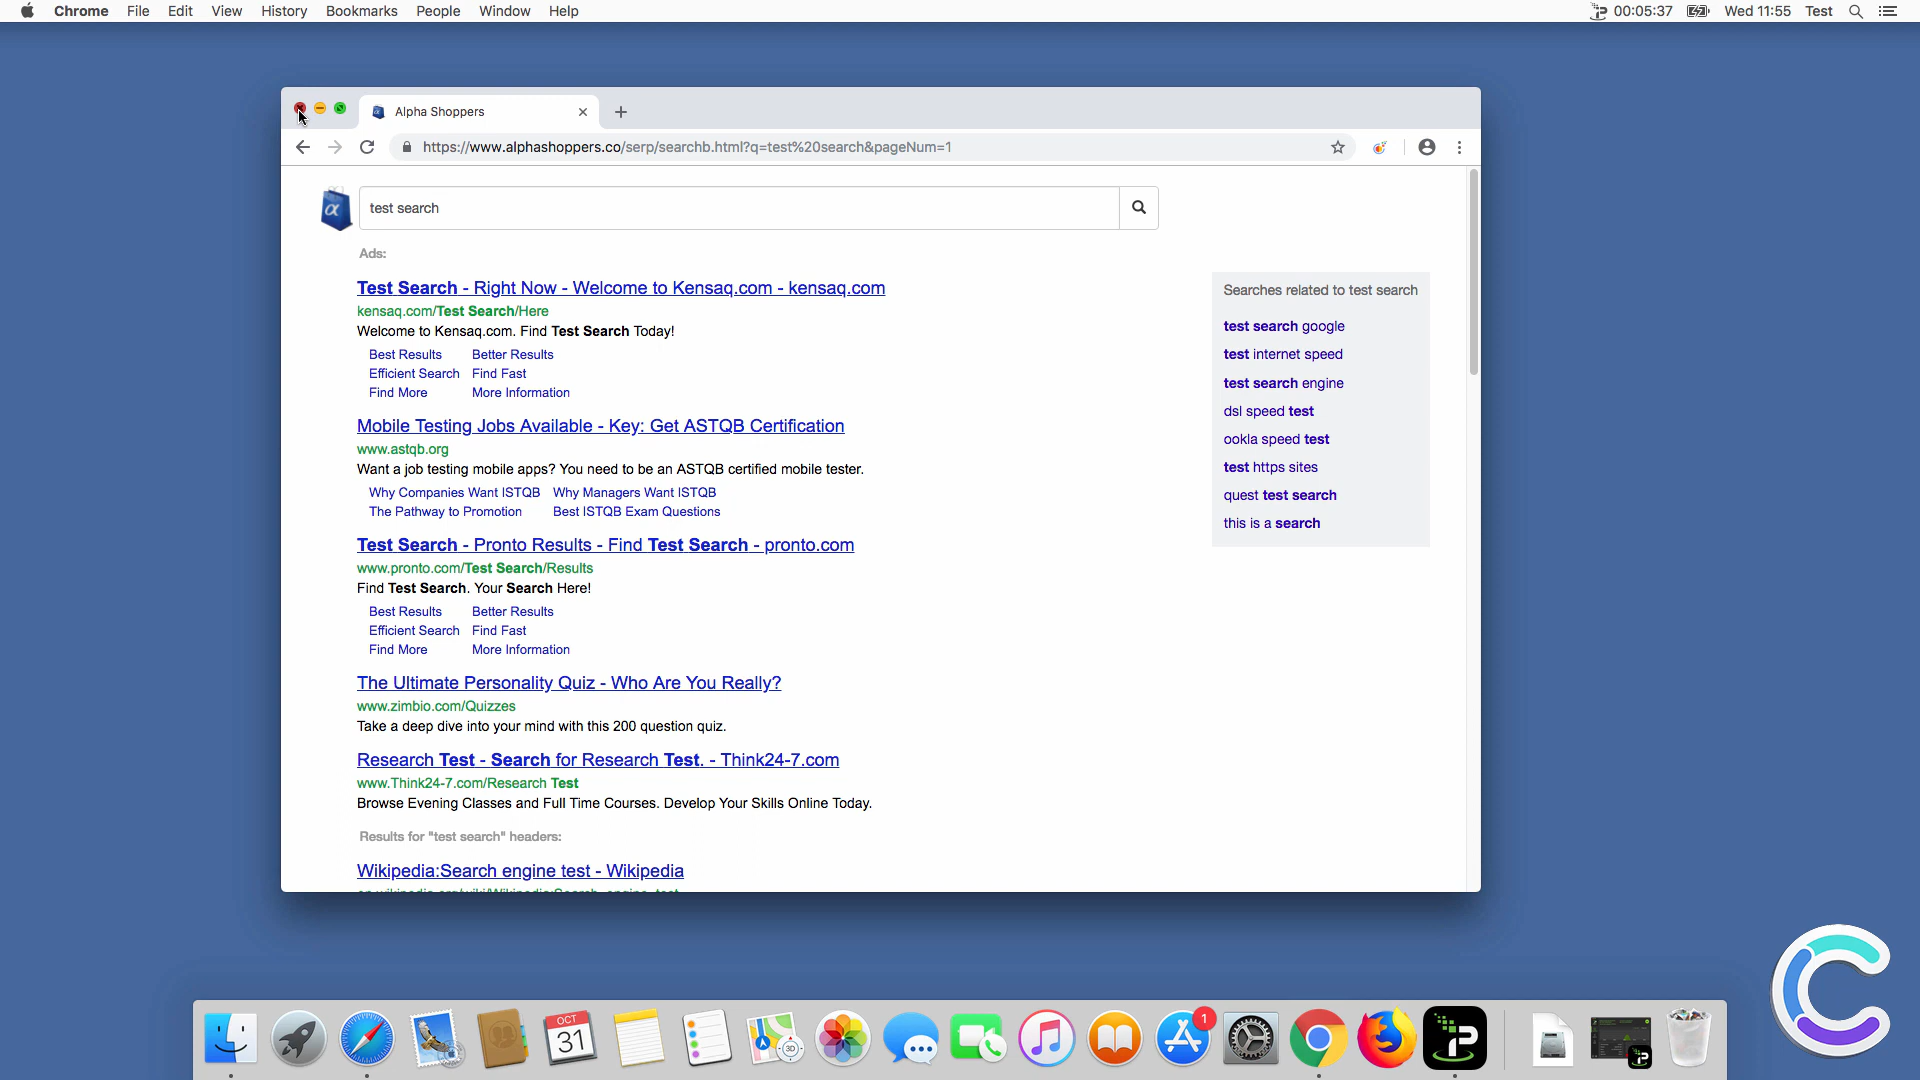 Chrome File Edit View History Bookmarks People Window Help 00:05:37 Wed 11:55 Test
Alpha Shoppers
https://www.alphashoppers.co/serp/searchb.html?q=test%20search&pageNum=1
α test search
Ads:
Test Search - Right Now - Welcome to Kensaq.com - kensaq.com
kensaq.com/Test Search/Here
Welcome to Kensaq.com. Find Test Search Today!
Best Results Better Results
Efficient Search Find Fast
Find More More Information
Mobile Testing Jobs Available - Key: Get ASTQB Certification
www.astqb.org
Want a job testing mobile apps? You need to be an ASTQB certified mobile tester.
Why Companies Want ISTQB Why Managers Want ISTQB
The Pathway to Promotion Best ISTQB Exam Questions
Test Search - Pronto Results - Find Test Search - pronto.com
www.pronto.com/Test Search/Results
Find Test Search. Your Search Here!
Best Results Better Results
Efficient Search Find Fast
Find More More Information
The Ultimate Personality Quiz - Who Are You Really?
www.zimbio.com/Quizzes
Take a deep dive into your mind with this 200 question quiz.
Research Test - Search for Research Test. - Think24-7.com
www.Think24-7.com/Research Test
Browse Evening Classes and Full Time Courses. Develop Your Skills Online Today.
Results for "test search" headers:
Wikipedia:Search engine test - Wikipedia
Searches related to test search
test search google
test internet speed
test search engine
dsl speed test
ookla speed test
test https sites
quest test search
this is a search
OCT
31
3D
1